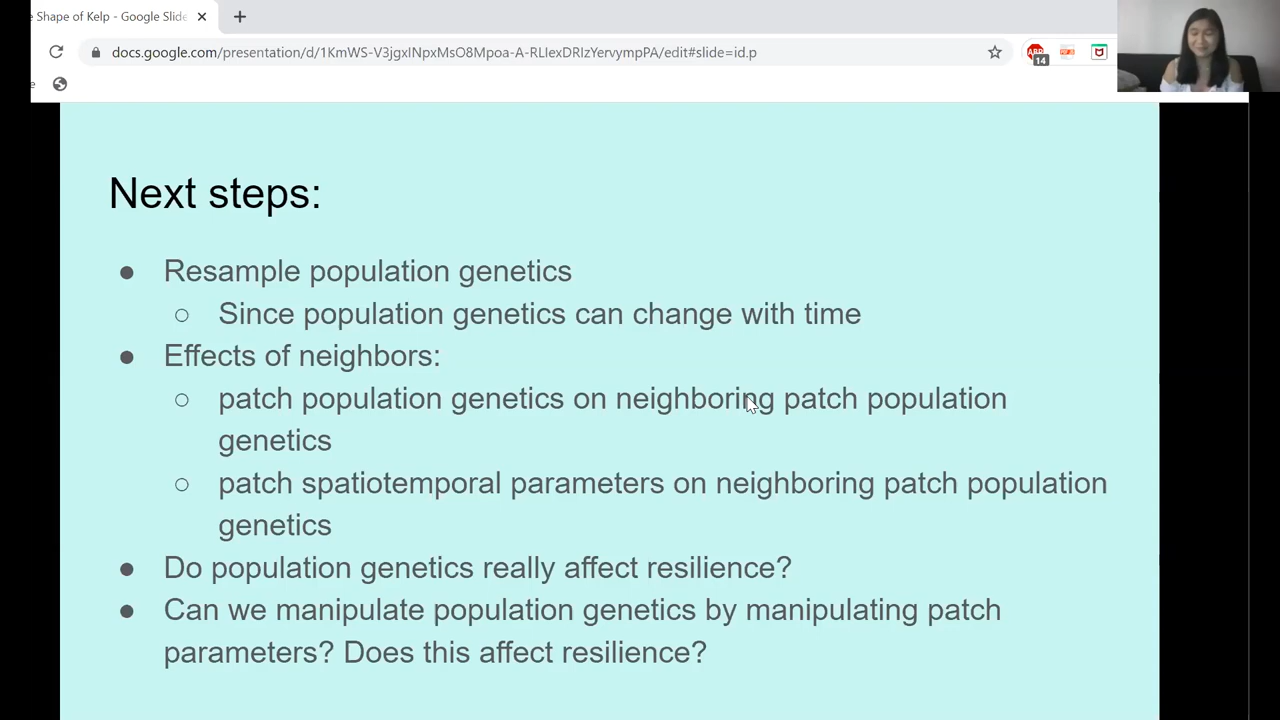 Shape of Kelp - Google Slide
docs.google.com/presentation/d/1KmWS-V3jgxINpxMsO8Mpoa-A-RLIexDRIzYervympPA/edit#slide=id.p
14
Next steps:
● Resample population genetics
○ Since population genetics can change with time
● Effects of neighbors:
○ patch population genetics on neighboring patch population
genetics
○ patch spatiotemporal parameters on neighboring patch population
genetics
● Do population genetics really affect resilience?
● Can we manipulate population genetics by manipulating patch
parameters? Does this affect resilience?